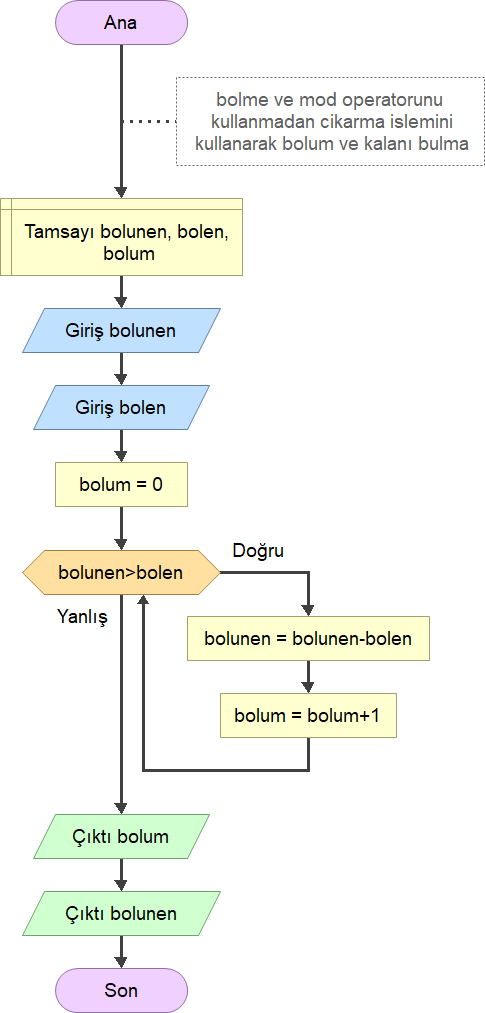 Ana
bolme ve mod operatorunu
kullanmadan cikarma islemini
kullanarak bolum ve kalanı bulma
Tamsayı bolunen, bolen,
bolum
Giriş bolunen
Giriş bolen
bolum = 0
bolunen>bolen
Doğru
Yanlış
bolunen = bolunen-bolen
bolum = bolum+1
Çıktı bolum
Çıktı bolunen
Son